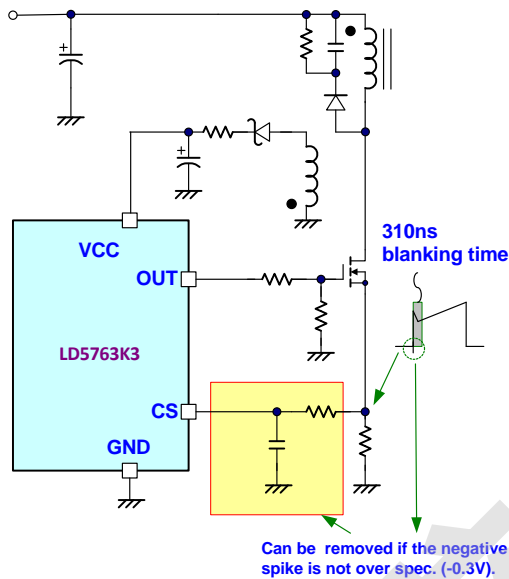 +
+
310ns
blanking time
VCC
OUT
LD5763K3
CS
GND
Can be removed if the negative
spike is not over spec. (-0.3V).